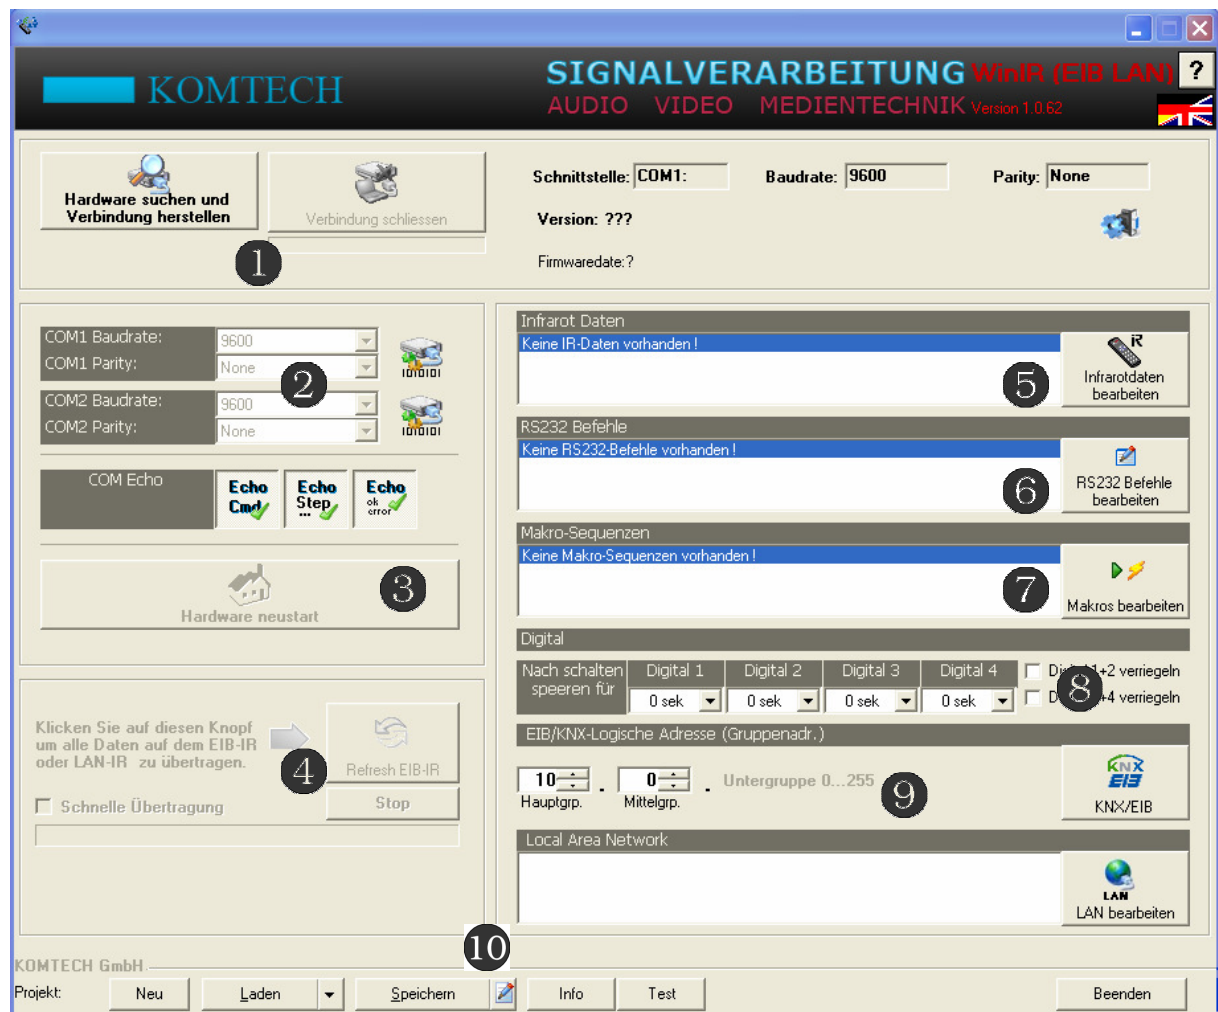 KOMTECH
SIGNALVERARBEITUNG WinIR (EIB LAN)
AUDIO VIDEO MEDIENTECHNIK Version 1.0.62
?
Hardware suchen und
Verbindung herstellen
Verbindung schliessen
1
Schnittstelle: COM1: Baudrate: 9600 Parity: None
Version: ???
Firmwaredate:?
COM1 Baudrate: 9600
COM1 Parity: None
2
COM2 Baudrate: 9600
COM2 Parity: None
COM Echo
Echo Cmd
Echo Step ...
Echo ok error
Hardware neustart
3
Klicken Sie auf diesen Knopf
um alle Daten auf dem EIB-IR
oder LAN-IR zu übertragen.
4
Refresh EIB-IR
Schnelle Übertragung
Stop
Infrarot Daten
Keine IR-Daten vorhanden !
5
iR
Infrarotdaten
bearbeiten
RS232 Befehle
Keine RS232-Befehle vorhanden !
6
RS232 Befehle
bearbeiten
Makro-Sequenzen
Keine Makro-Sequenzen vorhanden !
7
Makros bearbeiten
Digital
Nach schalten
speeren für
Digital 1 Digital 2 Digital 3 Digital 4
0 sek 0 sek 0 sek 0 sek
1+2 verriegeln
+4 verriegeln
8
EIB/KNX-Logische Adresse (Gruppenadr.)
10 . 0 . Untergruppe 0...255
Hauptgrp. Mittelgrp.
9
KNX
EIB
KNX/EIB
Local Area Network
LAN
LAN bearbeiten
10
KOMTECH GmbH
Projekt: Neu Laden Speichern Info Test Beenden